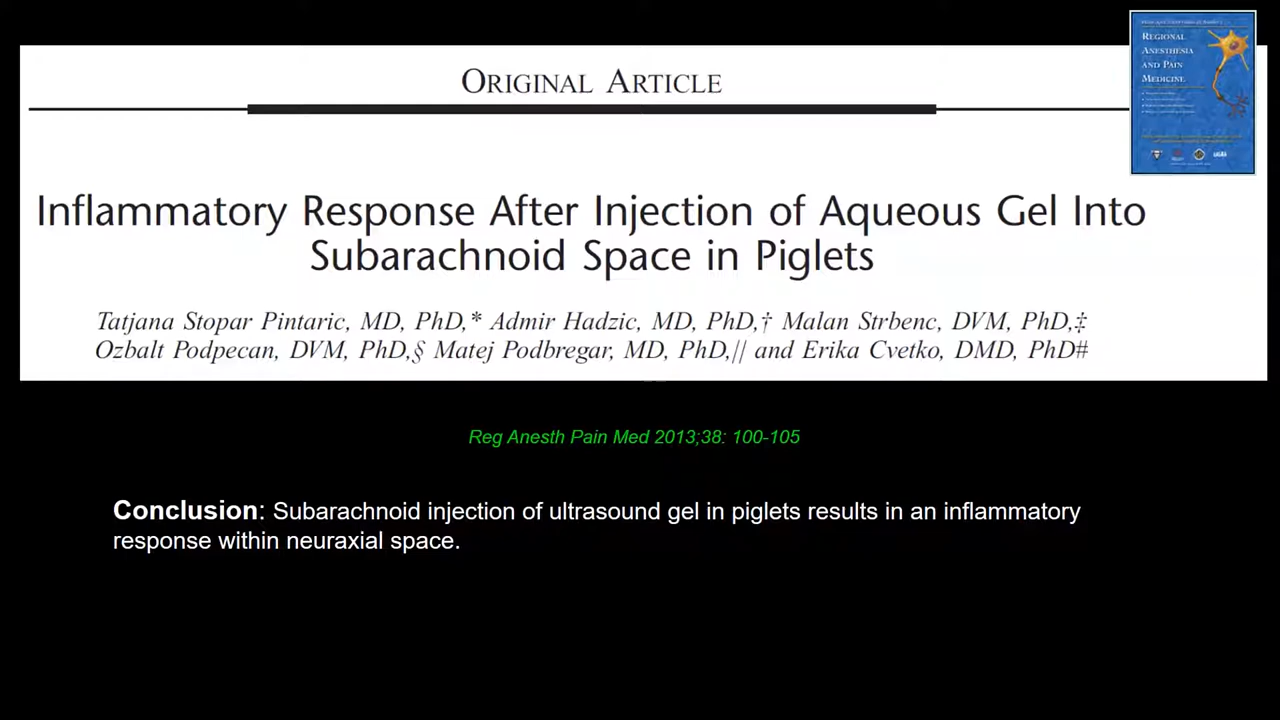 ORIGINAL ARTICLE
REGIONAL
ANESTHESIA
AND PAIN
MEDICINE
Inflammatory Response After Injection of Aqueous Gel Into
Subarachnoid Space in Piglets
Tatjana Stopar Pintaric, MD, PhD,* Admir Hadzic, MD, PhD,† Malan Strbenc, DVM, PhD,‡
Ozbalt Podpecan, DVM, PhD,§ Matej Podbregar, MD, PhD,|| and Erika Cvetko, DMD, PhD#
Reg Anesth Pain Med 2013;38: 100-105
Conclusion: Subarachnoid injection of ultrasound gel in piglets results in an inflammatory
response within neuraxial space.